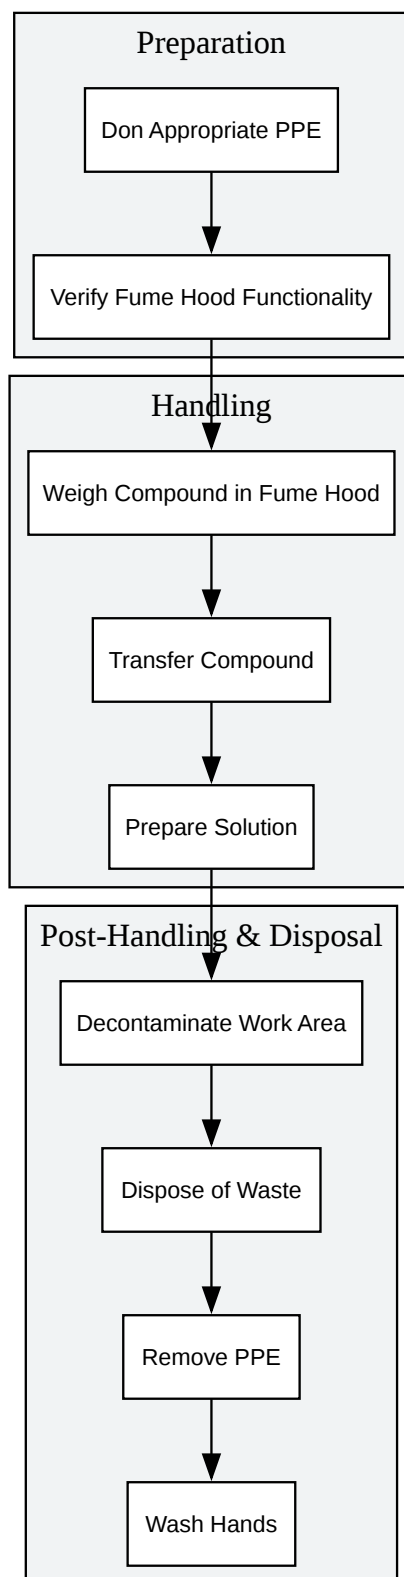 Preparation
Don Appropriate PPE
Verify Fume Hood Functionality
Handling
Weigh Compound in Fume Hood
Transfer Compound
Prepare Solution
Post-Handling & Disposal
Decontaminate Work Area
Dispose of Waste
Remove PPE
Wash Hands